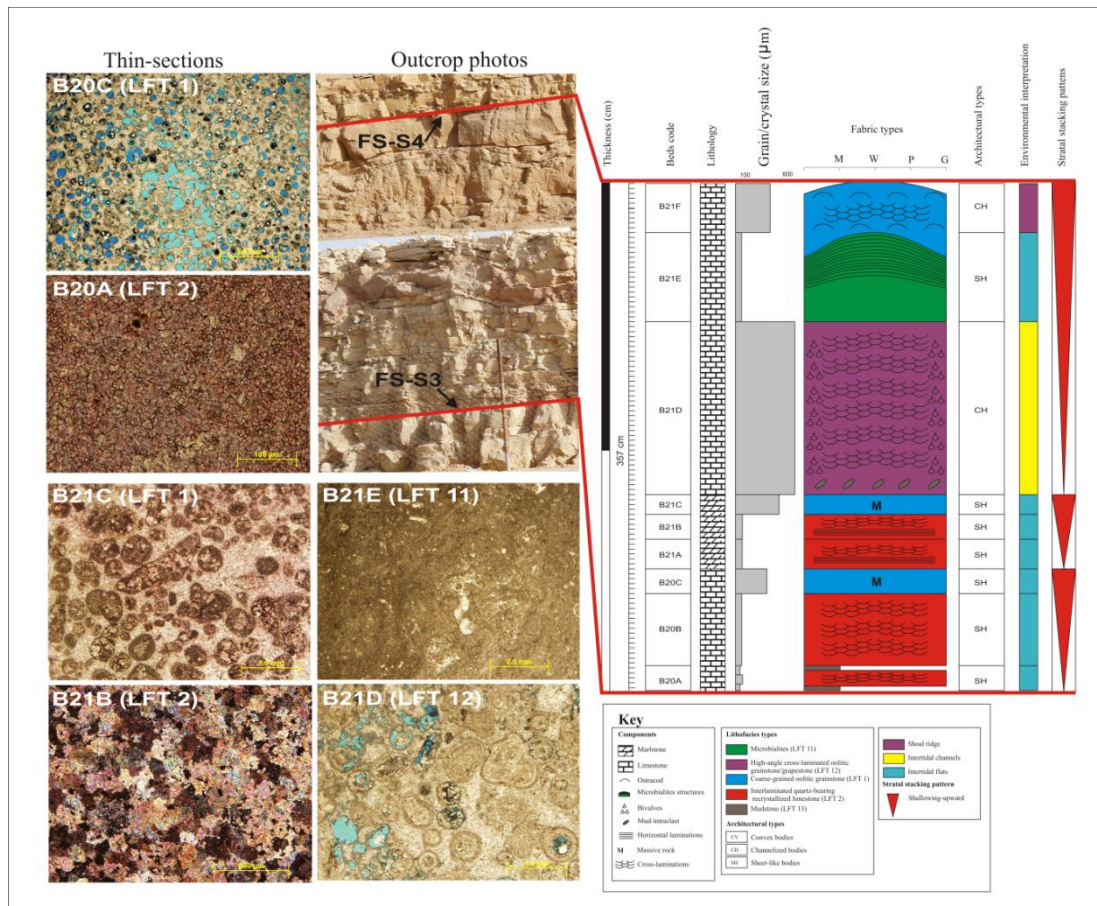 Thin-sections
Outcrop photos
B20C (LFT 1)
B20A (LFT 2)
100 µm
B21C (LFT 1)
1.0 mm
B21B (LFT 2)
FS-S4
FS-S3
B21E (LFT 11)
B21D (LFT 12)
Thickness (cm)
Beds code
Lithology
Grain/crystal size (µm)
100
600
Fabric types
M W P G
Architectural types
Environmental interpretation
Stratal stacking pattens
357 cm
B21F
CH
B21E
SH
B21D
CH
B21C
M
SH
B21B
SH
B21A
SH
B20C
M
SH
B20B
SH
B20A
SH
Key
Components
Marlstone
Limestone
Ostracod
Microbialites structures
Bivalves
Mud-intraclast
Horizontal laminations
M Massive rock
Cross-laminations
Lithofacies types
Microbialites (LFT 11)
High-angle cross-laminated oolitic
grainstone/grapestone (LFT 12)
Coarse-grained oolitic grainstone (LFT 1)
Interlaminated quartz-bearing
recrystallized limestone (LFT 2)
Mudstone (LFT 13)
Architectural types
CV Convex bodies
CH Channelized bodies
SH Sheet-like bodies
Shoal ridge
Intertidal channels
Intertidal flats
Stratal stacking pattern
Shallowing-upward